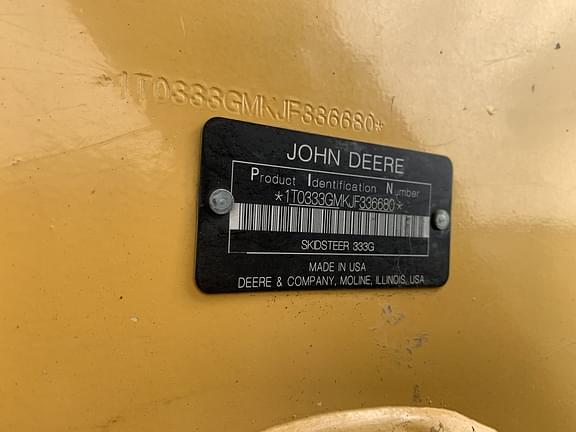 *1T0333GMKJF336680*
JOHN DEERE
Product Identification Number
*1T0333GMKJF336680*
SKIDSTEER 333G
MADE IN USA
DEERE & COMPANY, MOLINE, ILLINOIS, USA